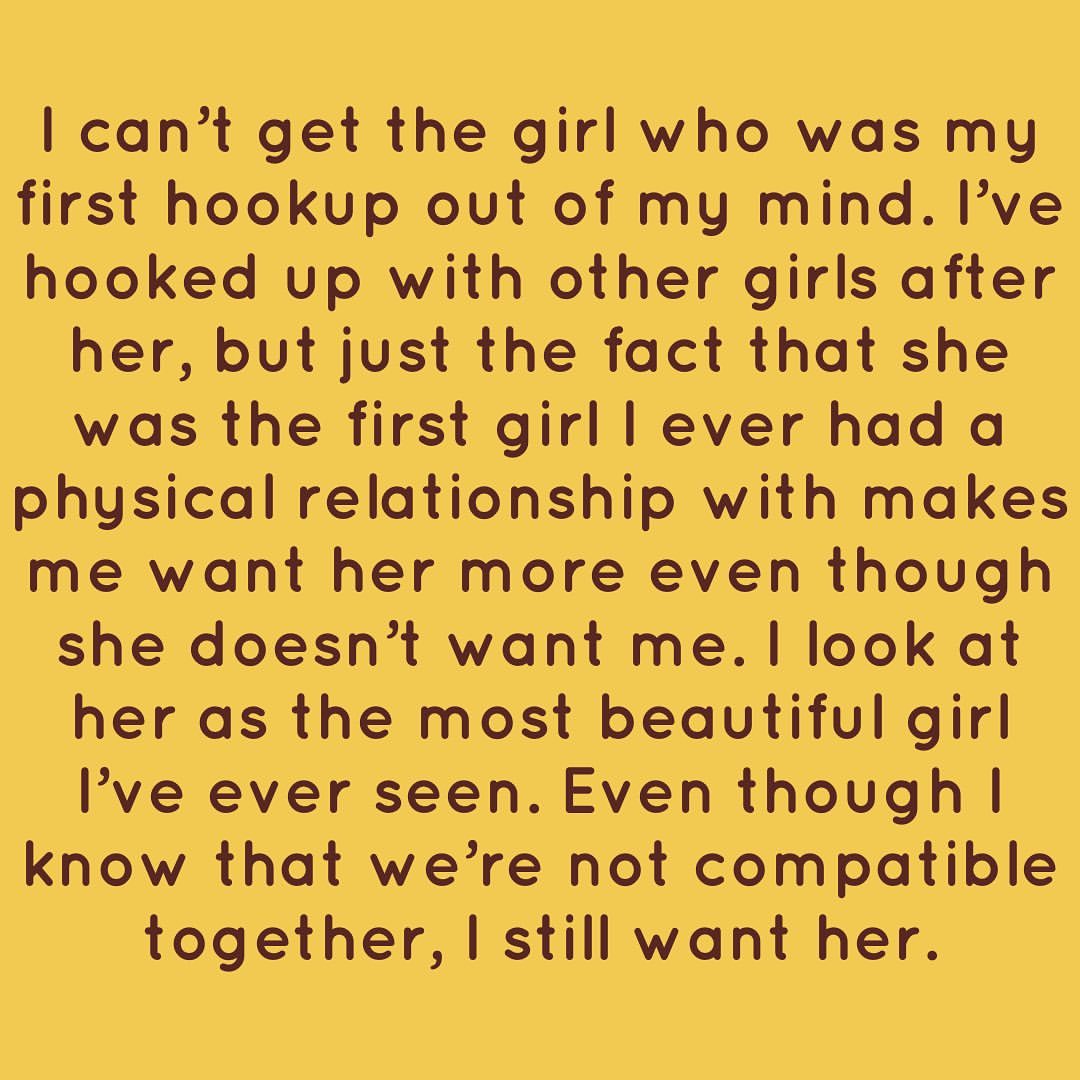 I can’t get the girl who was my
first hookup out of my mind. I’ve
hooked up with other girls after
her, but just the fact that she
was the first girl I ever had a
physical relationship with makes
me want her more even though
she doesn’t want me. I look at
her as the most beautiful girl
I’ve ever seen. Even though I
know that we’re not compatible
together, I still want her.